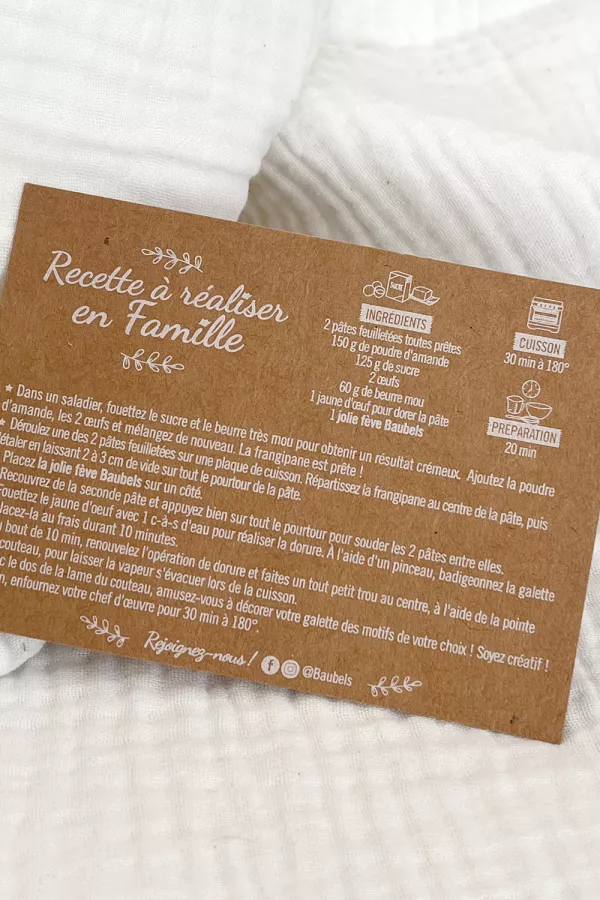 Recette à réaliser
en Famille
SUCRE
INGRÉDIENTS
2 pâtes feuilletées toutes prêtes
150 g de poudre d'amande
125 g de sucre
2 œufs
60 g de beurre mou
1 jaune d'œuf pour dorer la pâte
1 jolie fève Baubels
CUISSON
30 min à 180°
PREPARATION
20 min
★ Dans un saladier, fouettez le sucre et le beurre très mou pour obtenir un résultat crémeux. Ajoutez la poudre
d'amande, les 2 œufs et mélangez de nouveau. La frangipane est prête !
★ Déroulez une des 2 pâtes feuilletées sur une plaque de cuisson. Répartissez la frangipane au centre de la pâte, puis
étaler en laissant 2 à 3 cm de vide sur tout le pourtour de la pâte.
Placez la jolie fève Baubels sur un côté.
Recouvrez de la seconde pâte et appuyez bien sur tout le pourtour pour souder les 2 pâtes entre elles.
Fouettez le jaune d'oeuf avec 1 c-à-s d'eau pour réaliser la dorure. À l'aide d'un pinceau, badigeonnez la galette
lacez-la au frais durant 10 minutes.
bout de 10 min, renouvelez l'opération de dorure et faites un tout petit trou au centre, à l'aide de la pointe
couteau, pour laisser la vapeur s'évacuer lors de la cuisson.
le dos de la lame du couteau, amusez-vous à décorer votre galette des motifs de votre choix ! Soyez créatif !
n, enfournez votre chef d'œuvre pour 30 min à 180°.
Rejoignez-nous ! @Baubels